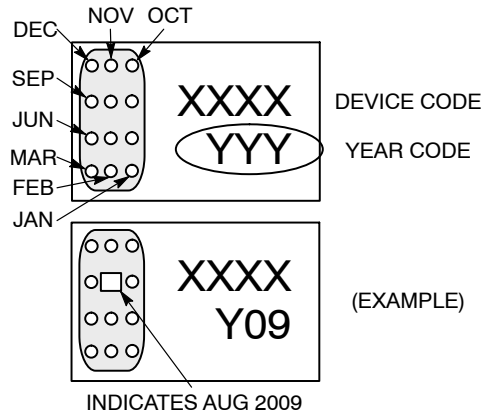 DEC NOV OCT
SEP
XXXX DEVICE CODE
JUN
YYY YEAR CODE
MAR
FEB
JAN
XXXX
(EXAMPLE)
Y09
INDICATES AUG 2009